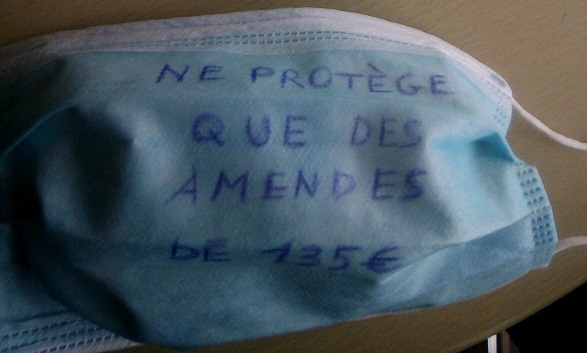 NE PROTÈGE
QUE DES
AMENDES
DE 135€